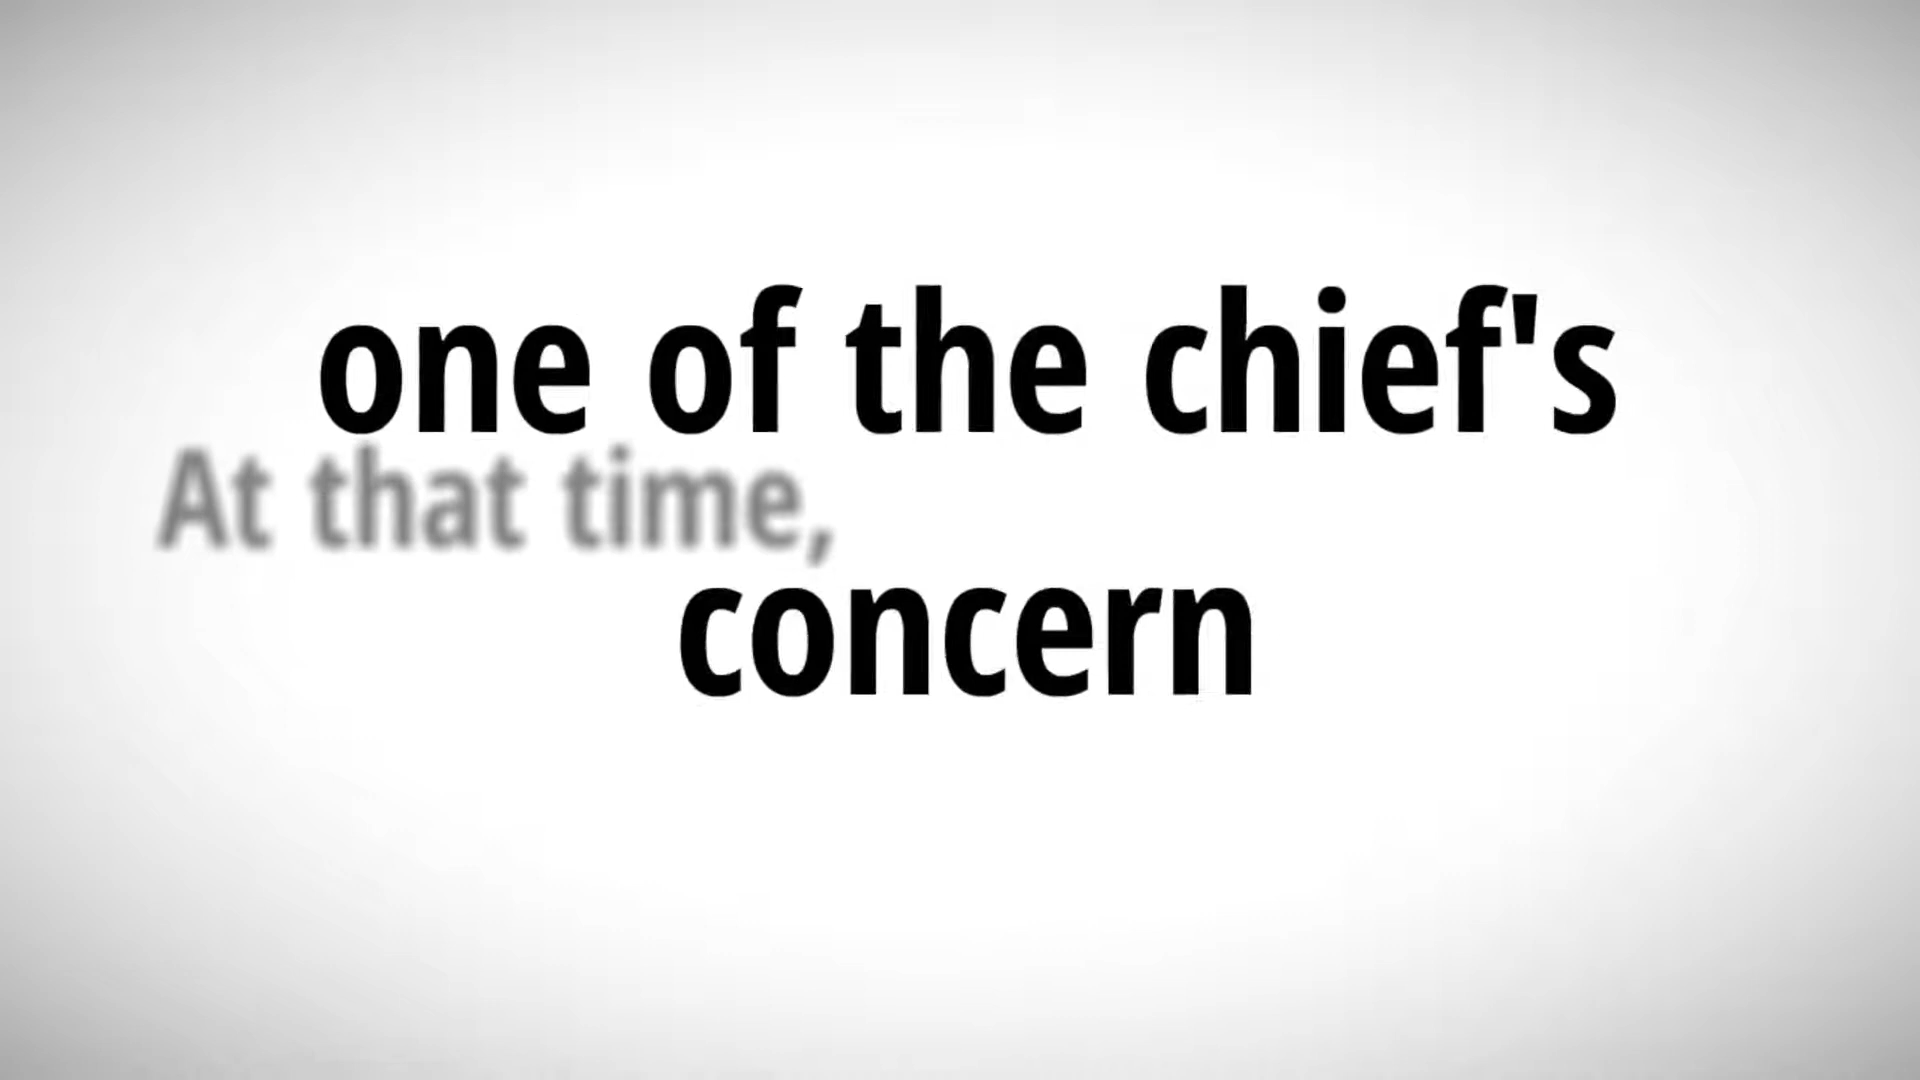 one of the chief's
At that time,
concern